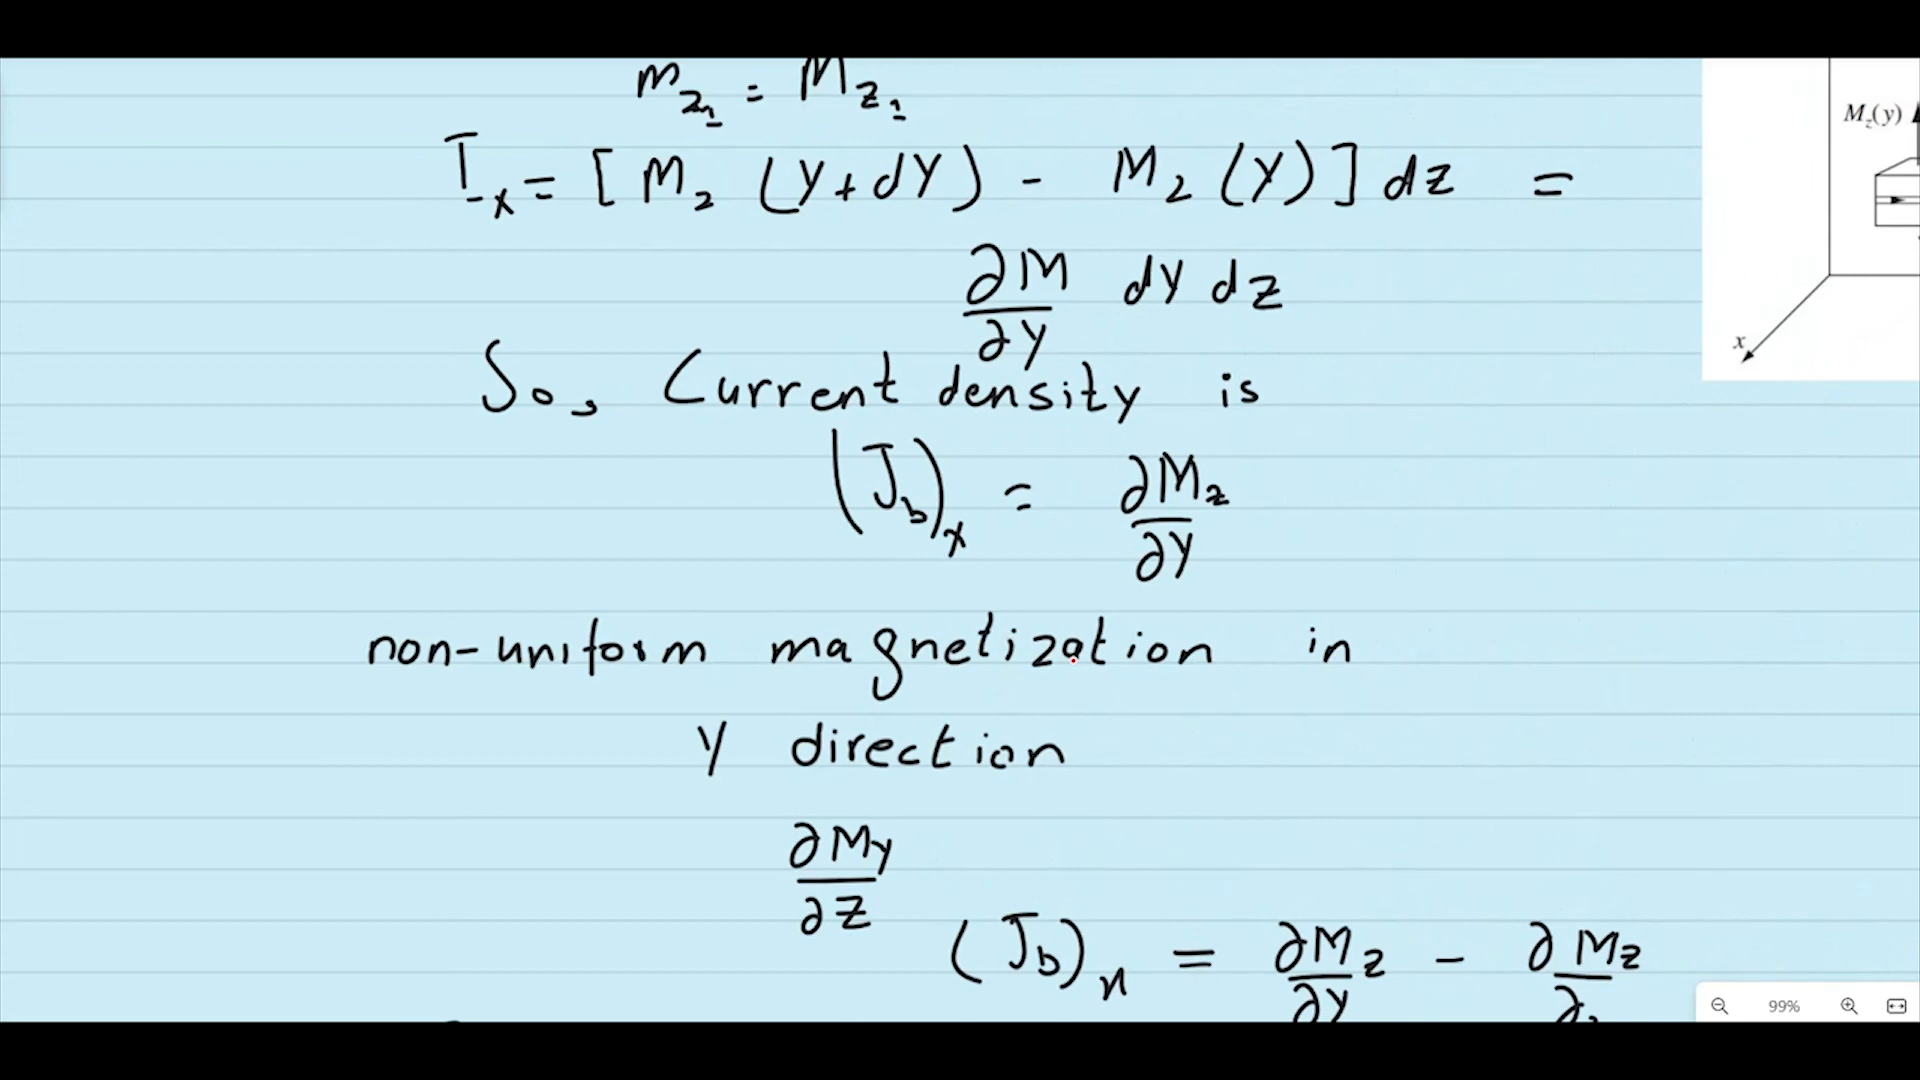 m_z₁ = M_z₁
I_x = [ M_z (y+dy) - M_z (y) ] dz =
∂M/∂y dy dz
So, Current density is
(J_b)_x = ∂M_z/∂y
non-uniform magnetization in
y direction
∂M_y/∂z
(J_b)_x = ∂M_z/∂y - ∂M_z/∂
M_z(y)
x
99%